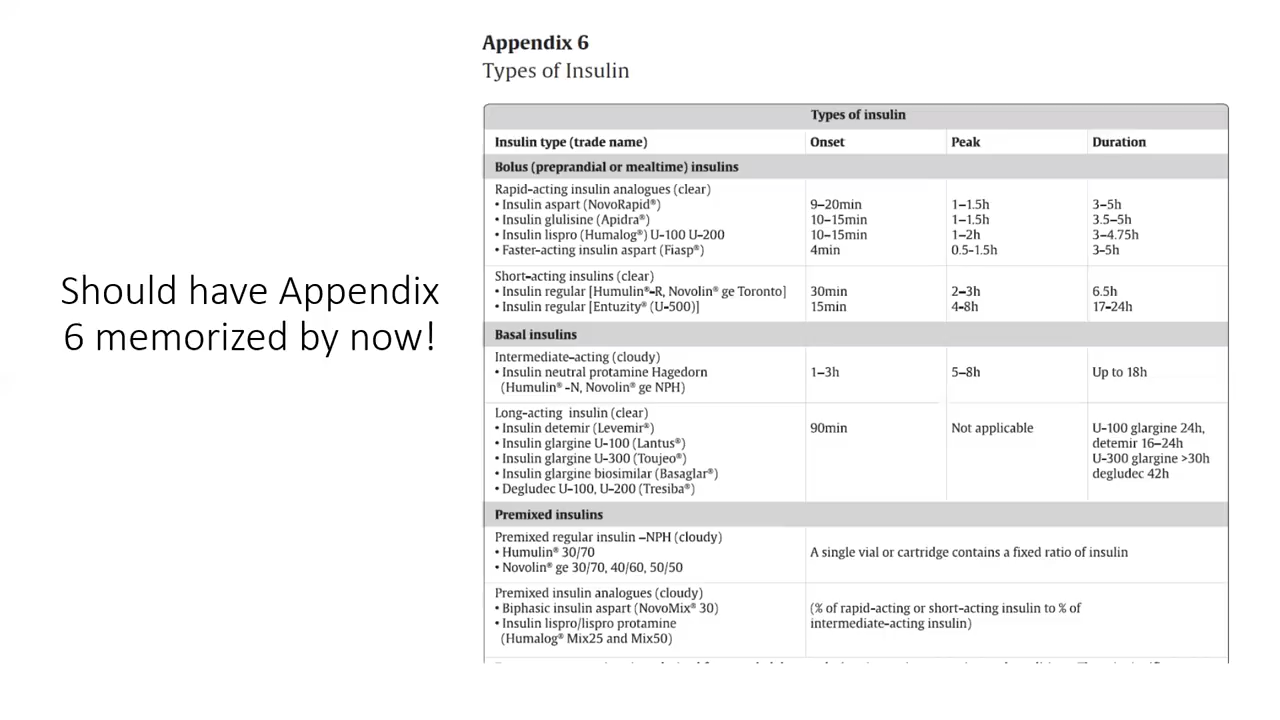 Should have Appendix
6 memorized by now!
Appendix 6
Types of Insulin
Types of insulin
Insulin type (trade name) Onset Peak Duration
Bolus (preprandial or mealtime) insulins
Rapid-acting insulin analogues (clear)
• Insulin aspart (NovoRapid®) 9–20min 1–1.5h 3–5h
• Insulin glulisine (Apidra®) 10–15min 1–1.5h 3.5–5h
• Insulin lispro (Humalog®) U-100 U-200 10–15min 1–2h 3–4.75h
• Faster-acting insulin aspart (Fiasp®) 4min 0.5-1.5h 3-5h
Short-acting insulins (clear)
• Insulin regular [Humulin®-R, Novolin® ge Toronto] 30min 2–3h 6.5h
• Insulin regular [Entuzity® (U-500)] 15min 4-8h 17-24h
Basal insulins
Intermediate-acting (cloudy)
• Insulin neutral protamine Hagedorn 1–3h 5–8h Up to 18h
(Humulin® -N, Novolin® ge NPH)
Long-acting insulin (clear)
• Insulin detemir (Levemir®) 90min Not applicable U-100 glargine 24h,
• Insulin glargine U-100 (Lantus®) detemir 16–24h
• Insulin glargine U-300 (Toujeo®) U-300 glargine >30h
• Insulin glargine biosimilar (Basaglar®) degludec 42h
• Degludec U-100, U-200 (Tresiba®)
Premixed insulins
Premixed regular insulin –NPH (cloudy)
• Humulin® 30/70 A single vial or cartridge contains a fixed ratio of insulin
• Novolin® ge 30/70, 40/60, 50/50
Premixed insulin analogues (cloudy)
• Biphasic insulin aspart (NovoMix® 30) (% of rapid-acting or short-acting insulin to % of
• Insulin lispro/lispro protamine intermediate-acting insulin)
(Humalog® Mix25 and Mix50)